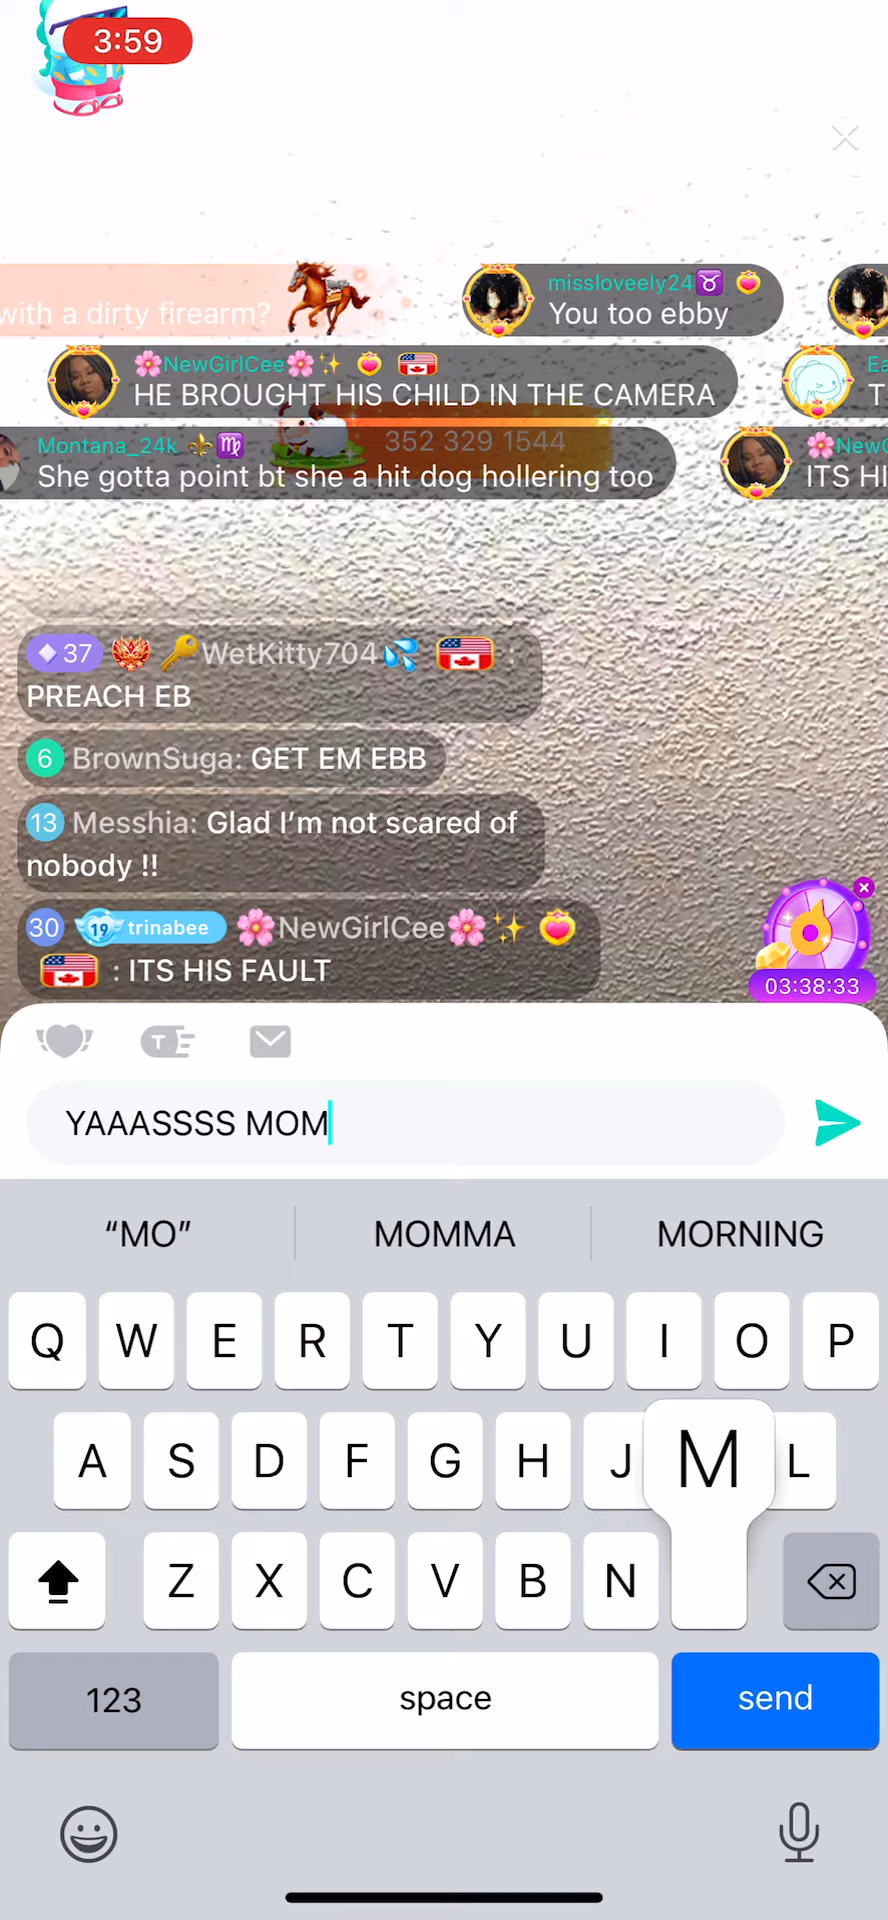 3:59
with a dirty firearm?
missloveely24♉
You too ebby
🌸NewGirlCee🌸✨
HE BROUGHT HIS CHILD IN THE CAMERA
Ea
T
352 329 1544
Montana_24k ⚜️♍
She gotta point bt she a hit dog hollering too
🌸NewG
ITS HI
37 🔑WetKitty704💦 :
PREACH EB
6 BrownSuga: GET EM EBB
13 Messhia: Glad I’m not scared of
nobody !!
30 19 trinabee 🌸NewGirlCee🌸✨
: ITS HIS FAULT
03:38:33
T
YAAASSSS MOM
“MO” MOMMA MORNING
Q W E R T Y U I O P
A S D F G H J M L
Z X C V B N
123 space send